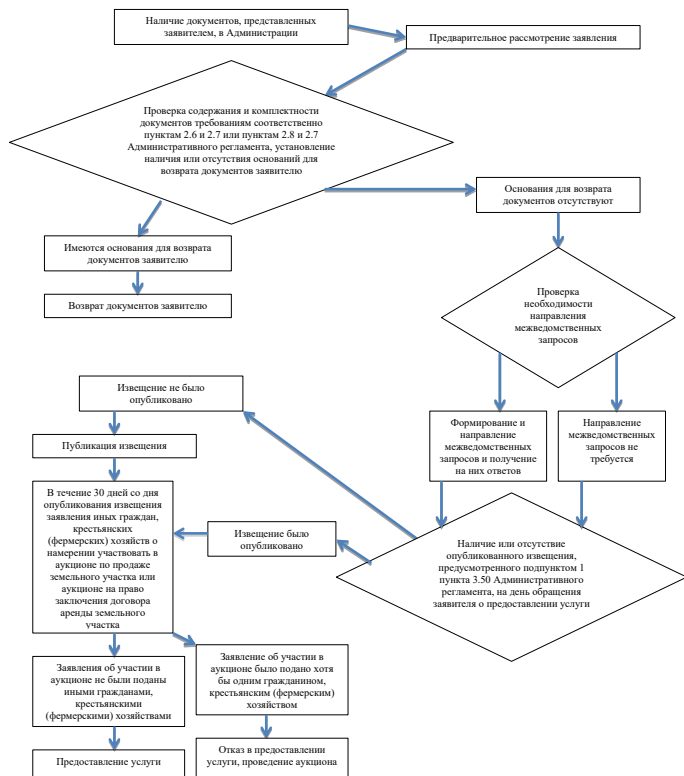 Наличие документов, представленных
заявителем, в Администрации
Предварительное рассмотрение заявления
Проверка содержания и комплектности
документов требованиям соответственно
пунктам 2.6 и 2.7 или пунктам 2.8 и 2.7
Административного регламента, установление
наличия или отсутствия оснований для
возврата документов заявителю
Основания для возврата
документов отсутствуют
Имеются основания для возврата
документов заявителю
Возврат документов заявителю
Проверка
необходимости
направления
межведомственных
запросов
Извещение не было
опубликовано
Формирование и
направление
межведомственных
запросов и получение
на них ответов
Направление
межведомственных
запросов не
требуется
Публикация извещения
В течение 30 дней со дня
опубликования извещения
заявления иных граждан,
крестьянских
(фермерских) хозяйств о
намерении участвовать в
аукционе по продаже
земельного участка или
аукционе на право
заключения договора
аренды земельного
участка
Извещение было
опубликовано
Наличие или отсутствие
опубликованного извещения,
предусмотренного подпунктом 1
пункта 3.50 Административного
регламента, на день обращения
заявителя о предоставлении услуги
Заявления об участии в
аукционе не были поданы
иными гражданами,
крестьянскими
(фермерскими) хозяйствами
Заявление об участии в
аукционе было подано хотя
бы одним гражданином,
крестьянским (фермерским)
хозяйством
Предоставление услуги
Отказ в предоставлении
услуги, проведение аукциона